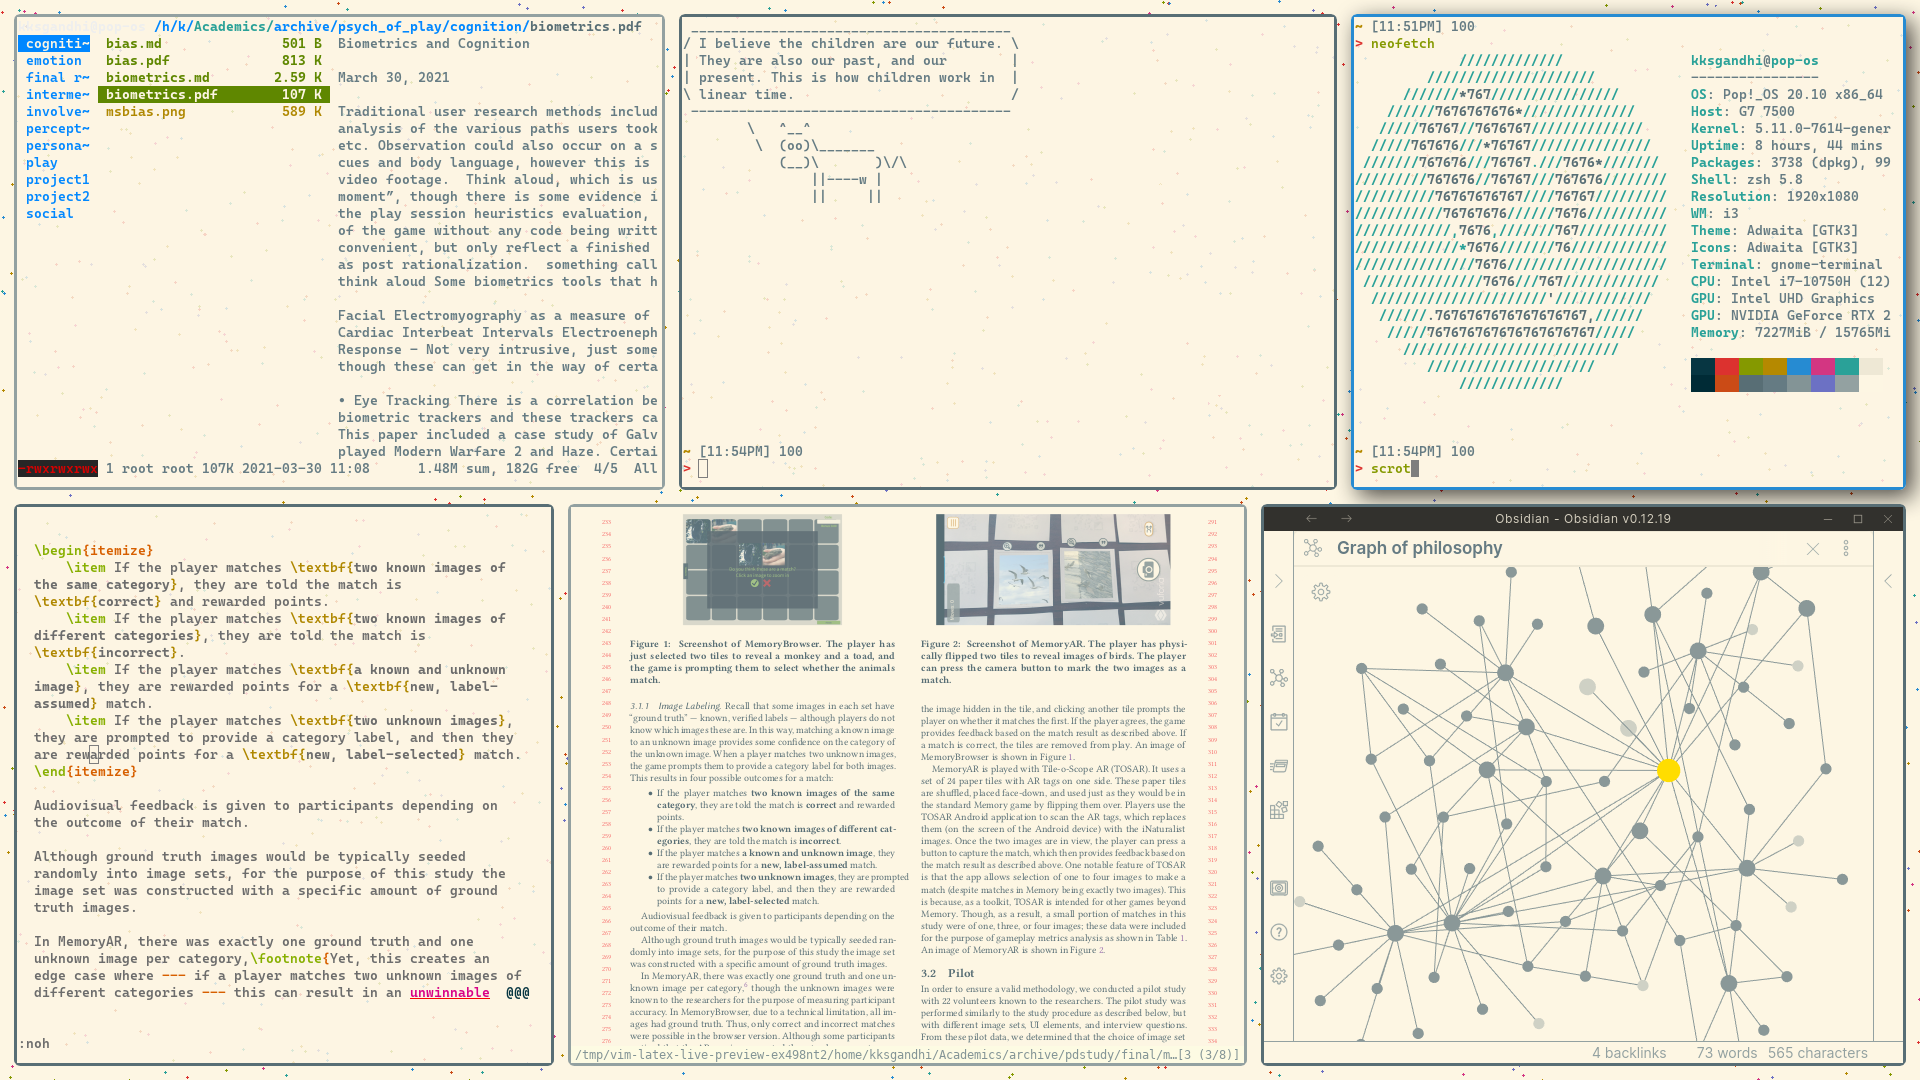 /h/k/Academics/archive/psych_of_play/cognition/biometrics.pdf
cogniti~ bias.md 501 B
emotion bias.pdf 813 K
final r~ biometrics.md 2.59 K
interme~ biometrics.pdf 107 K
involve~ msbias.png 589 K
percept~
persona~
play
project1
project2
social
Biometrics and Cognition
March 30, 2021
Traditional user research methods includ
analysis of the various paths users took
etc. Observation could also occur on a s
cues and body language, however this is
video footage.  Think aloud, which is us
moment”, though there is some evidence i
the play session heuristics evaluation,
of the game without any code being writt
convenient, but only reflect a finished
as post rationalization.  something call
think aloud Some biometrics tools that h
Facial Electromyography as a measure of
Cardiac Interbeat Intervals Electroenceph
Response – Not very intrusive, just some
though these can get in the way of certa
• Eye Tracking There is a correlation be
biometric trackers and these trackers ca
This paper included a case study of Galv
played Modern Warfare 2 and Haze. Certai
-rwxrwxrwx 1 root root 107K 2021-03-30 11:08 1.48M sum, 182G free 4/5 All
/ I believe the children are our future. \
| They are also our past, and our |
| present. This is how children work in |
\ linear time. /
~ [11:54PM] 100
>
~ [11:51PM] 100
> neofetch
kksgandhi@pop-os
----------------
OS: Pop!_OS 20.10 x86_64
Host: G7 7500
Kernel: 5.11.0-7614-gener
Uptime: 8 hours, 44 mins
Packages: 3738 (dpkg), 99
Shell: zsh 5.8
Resolution: 1920x1080
WM: i3
Theme: Adwaita [GTK3]
Icons: Adwaita [GTK3]
Terminal: gnome-terminal
CPU: Intel i7-10750H (12)
GPU: Intel UHD Graphics
GPU: NVIDIA GeForce RTX 2
Memory: 7227MiB / 15765Mi
~ [11:54PM] 100
> scrot
\begin{itemize}
\item If the player matches \textbf{two known images of
the same category}, they are told the match is
\textbf{correct} and rewarded points.
\item If the player matches \textbf{two known images of
different categories}, they are told the match is
\textbf{incorrect}.
\item If the player matches \textbf{a known and unknown
image}, they are rewarded points for a \textbf{new, label-
assumed} match.
\item If the player matches \textbf{two unknown images},
they are prompted to provide a category label, and then they
are rewarded points for a \textbf{new, label-selected} match.
\end{itemize}
Audiovisual feedback is given to participants depending on
the outcome of their match.
Although ground truth images would be typically seeded
randomly into image sets, for the purpose of this study the
image set was constructed with a specific amount of ground
truth images.
In MemoryAR, there was exactly one ground truth and one
unknown image per category,\footnote{Yet, this creates an
edge case where --- if a player matches two unknown images of
different categories --- this can result in an unwinnable @@@
:noh
Figure 1: Screenshot of MemoryBrowser. The player has
just selected two tiles to reveal a monkey and a toad, and
the game is prompting them to select whether the animals
match.
3.1.1 Image Labeling. Recall that some images in each set have
“ground truth” — known, verified labels — although players do not
know which images these are. In this way, matching a known image
to an unknown image provides some confidence on the category of
the unknown image. When a player matches two unknown images,
the game prompts them to provide a category label for both images.
This results in four possible outcomes for a match:
• If the player matches two known images of the same
category, they are told the match is correct and rewarded
points.
• If the player matches two known images of different cat-
egories, they are told the match is incorrect.
• If the player matches a known and unknown image, they
are rewarded points for a new, label-assumed match.
• If the player matches two unknown images, they are prompted
to provide a category label, and then they are rewarded
points for a new, label-selected match.
Audiovisual feedback is given to participants depending on the
outcome of their match.
Although ground truth images would be typically seeded ran-
domly into image sets, for the purpose of this study the image set
was constructed with a specific amount of ground truth images.
In MemoryAR, there was exactly one ground truth and one un-
known image per category,6 though the unknown images were
known to the researchers for the purpose of measuring participant
accuracy. In MemoryBrowser, due to a technical limitation, all im-
ages had ground truth. Thus, only correct and incorrect matches
were possible in the browser version. Although some participants
Figure 2: Screenshot of MemoryAR. The player has physi-
cally flipped two tiles to reveal images of birds. The player
can press the camera button to mark the two images as a
match.
the image hidden in the tile, and clicking another tile prompts the
player on whether it matches the first. If the player agrees, the game
provides feedback based on the match result as described above. If
a match is correct, the tiles are removed from play. An image of
MemoryBrowser is shown in Figure 1.
MemoryAR is played with Tile-o-Scope AR (TOSAR). It uses a
set of 24 paper tiles with AR tags on one side. These paper tiles
are shuffled, placed face-down, and used just as they would be in
the standard Memory game by flipping them over. Players use the
TOSAR Android application to scan the AR tags, which replaces
them (on the screen of the Android device) with the iNaturalist
images. Once the two images are in view, the player can press a
button to capture the match, which then provides feedback based on
the match result as described above. One notable feature of TOSAR
is that the app allows selection of one to four images to make a
match (despite matches in Memory being exactly two images). This
is because, as a toolkit, TOSAR is intended for other games beyond
Memory. Though, as a result, a small portion of matches in this
study were of one, three, or four images; these data were included
for the purpose of gameplay metrics analysis as shown in Table 1.
An image of MemoryAR is shown in Figure 2.
3.2 Pilot
In order to ensure a valid methodology, we conducted a pilot study
with 22 volunteers known to the researchers. The pilot study was
performed similarly to the study procedure as described below, but
with different image sets, UI elements, and interview questions.
From these pilot data, we determined that the choice of image set
/tmp/vim-latex-live-preview-ex498nt2/home/kksgandhi/Academics/archive/pdstudy/final/m…[3 (3/8)]
Obsidian - Obsidian v0.12.19
Graph of philosophy
4 backlinks 73 words 565 characters